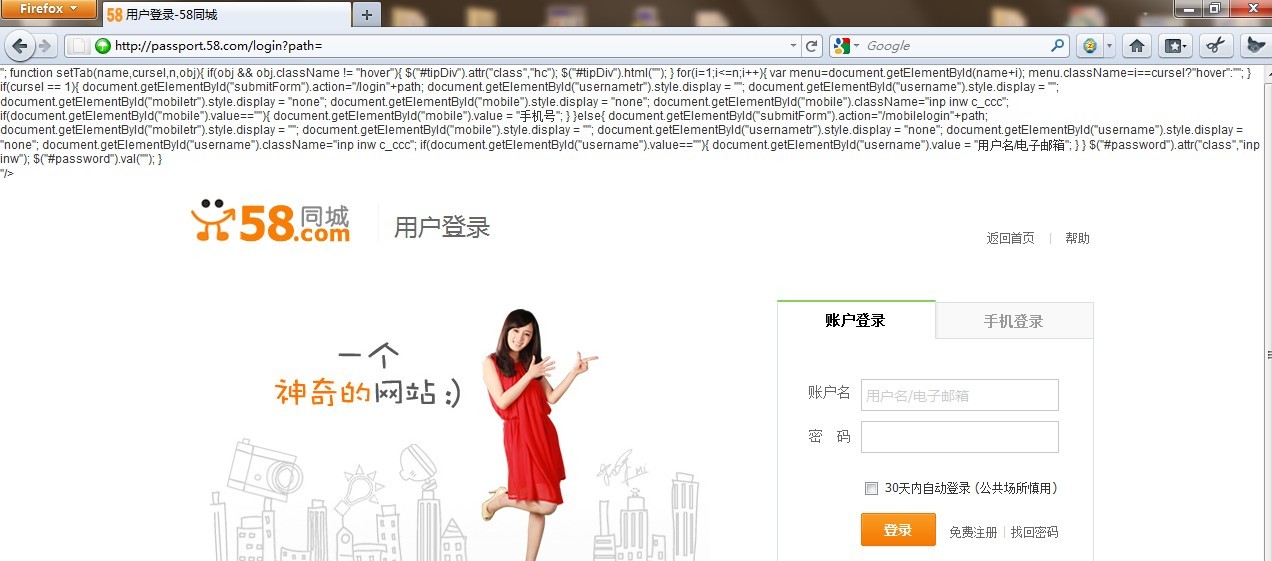 Firefox
58 用户登录-58同城
http://passport.58.com/login?path=
Google
"; function setTab(name,cursel,n,obj){ if(obj && obj.className != "hover"){ $("#tipDiv").attr("class","hc"); $("#tipDiv").html(""); } for(i=1;i<=n;i++){ var menu=document.getElementById(name+i); menu.className=i==cursel?"hover":""; }
if(cursel == 1){ document.getElementById("submitForm").action="/login"+path; document.getElementById("usernametr").style.display = ""; document.getElementById("username").style.display = "";
document.getElementById("mobiletr").style.display = "none"; document.getElementById("mobile").style.display = "none"; document.getElementById("mobile").className="inp inw c_ccc";
if(document.getElementById("mobile").value==""){ document.getElementById("mobile").value = "手机号"; } }else{ document.getElementById("submitForm").action="/mobilelogin"+path;
document.getElementById("mobiletr").style.display = ""; document.getElementById("mobile").style.display = ""; document.getElementById("usernametr").style.display = "none"; document.getElementById("username").style.display =
"none"; document.getElementById("username").className="inp inw c_ccc"; if(document.getElementById("username").value==""){ document.getElementById("username").value = "用户名/电子邮箱"; } } $("#password").attr("class","inp
inw"); $("#password").val(""); }
"/>
58同城.com
用户登录
返回首页 | 帮助
账户登录
手机登录
一个
神奇的网站:)
账户名 用户名/电子邮箱
密 码
30天内自动登录 (公共场所慎用)
登录 免费注册 | 找回密码